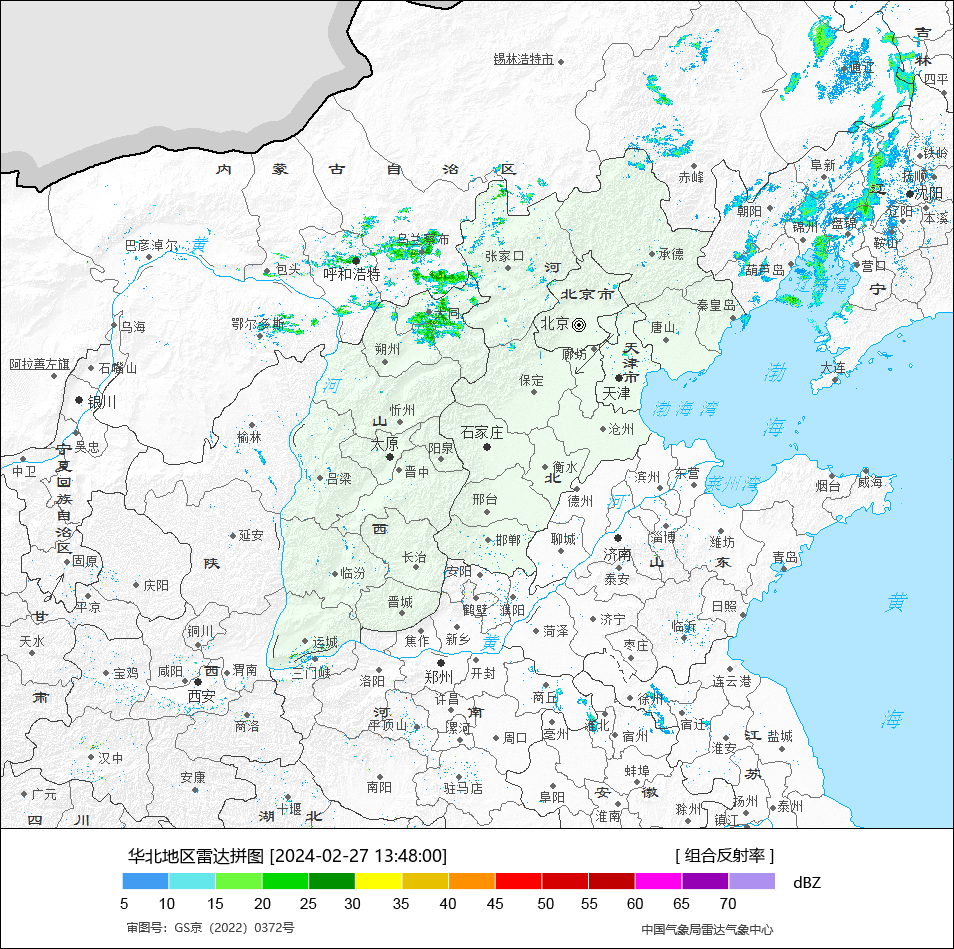 吉
林
锡林浩特市
通辽
四平
内 蒙 古 自 治 区
赤峰
阜新
铁岭
抚顺
辽
沈阳
朝阳
辽阳
本溪
锦州
盘锦
鞍山
巴彦淖尔
黄
乌兰察布
张家口
承德
包头
呼和浩特
河
葫芦岛
营口
辽东湾
宁
北京市
秦皇岛
大同
鄂尔多斯
北京
乌海
唐山
朔州
廊坊
天
津
市
阿拉善左旗
石嘴山
保定
天津
大连
渤
河
银川
忻州
山
渤海湾
海
榆林
太原
石家庄
沧州
吴忠
阳泉
宁
夏
回
族
自
治
区
中卫
晋中
吕梁
衡水
北
滨州
东营
莱州湾
烟台
威海
邢台
德州
河
西
延安
邯郸
聊城
济南
淄博
潍坊
固原
陕
长治
山 东
青岛
临汾
安阳
泰安
庆阳
平凉
晋城
鹤壁
濮阳
日照
黄
甘
铜川
济宁
临沂
天水
运城
焦作
新乡
黄
菏泽
枣庄
宝鸡
咸阳
西
渭南
三门峡
洛阳
郑州
开封
连云港
西安
肃
许昌
商丘
徐州
河 南
商洛
平顶山
漯河
周口
亳州
淮北
宿州
宿迁
海
江
淮安
盐城
汉中
安康
南阳
驻马店
蚌埠
苏
广元
十堰
阜阳
安 徽
滁州
扬州
泰州
四 川
湖 北
淮南
镇江
华北地区雷达拼图 [2024-02-27 13:48:00]
[ 组合反射率 ]
dBZ
5 10 15 20 25 30 35 40 45 50 55 60 65 70
审图号：GS京（2022）0372号
中国气象局雷达气象中心